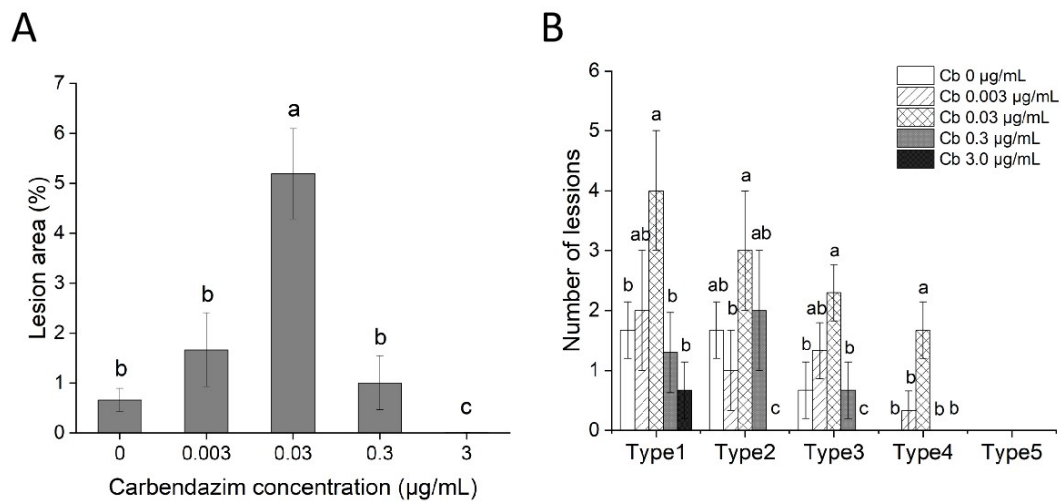 A
7
6
5
4
3
2
1
0
Lesion area (%)
b
b
a
b
c
0
0.003
0.03
0.3
3
Carbendazim concentration (µg/mL)
B
6
5
4
3
2
1
0
Number of lessions
Cb 0 µg/mL
Cb 0.003 µg/mL
Cb 0.03 µg/mL
Cb 0.3 µg/mL
Cb 3.0 µg/mL
b
ab
a
b
b
ab
b
a
ab
c
b
ab
a
b
c
b
b
a
b b
Type1
Type2
Type3
Type4
Type5